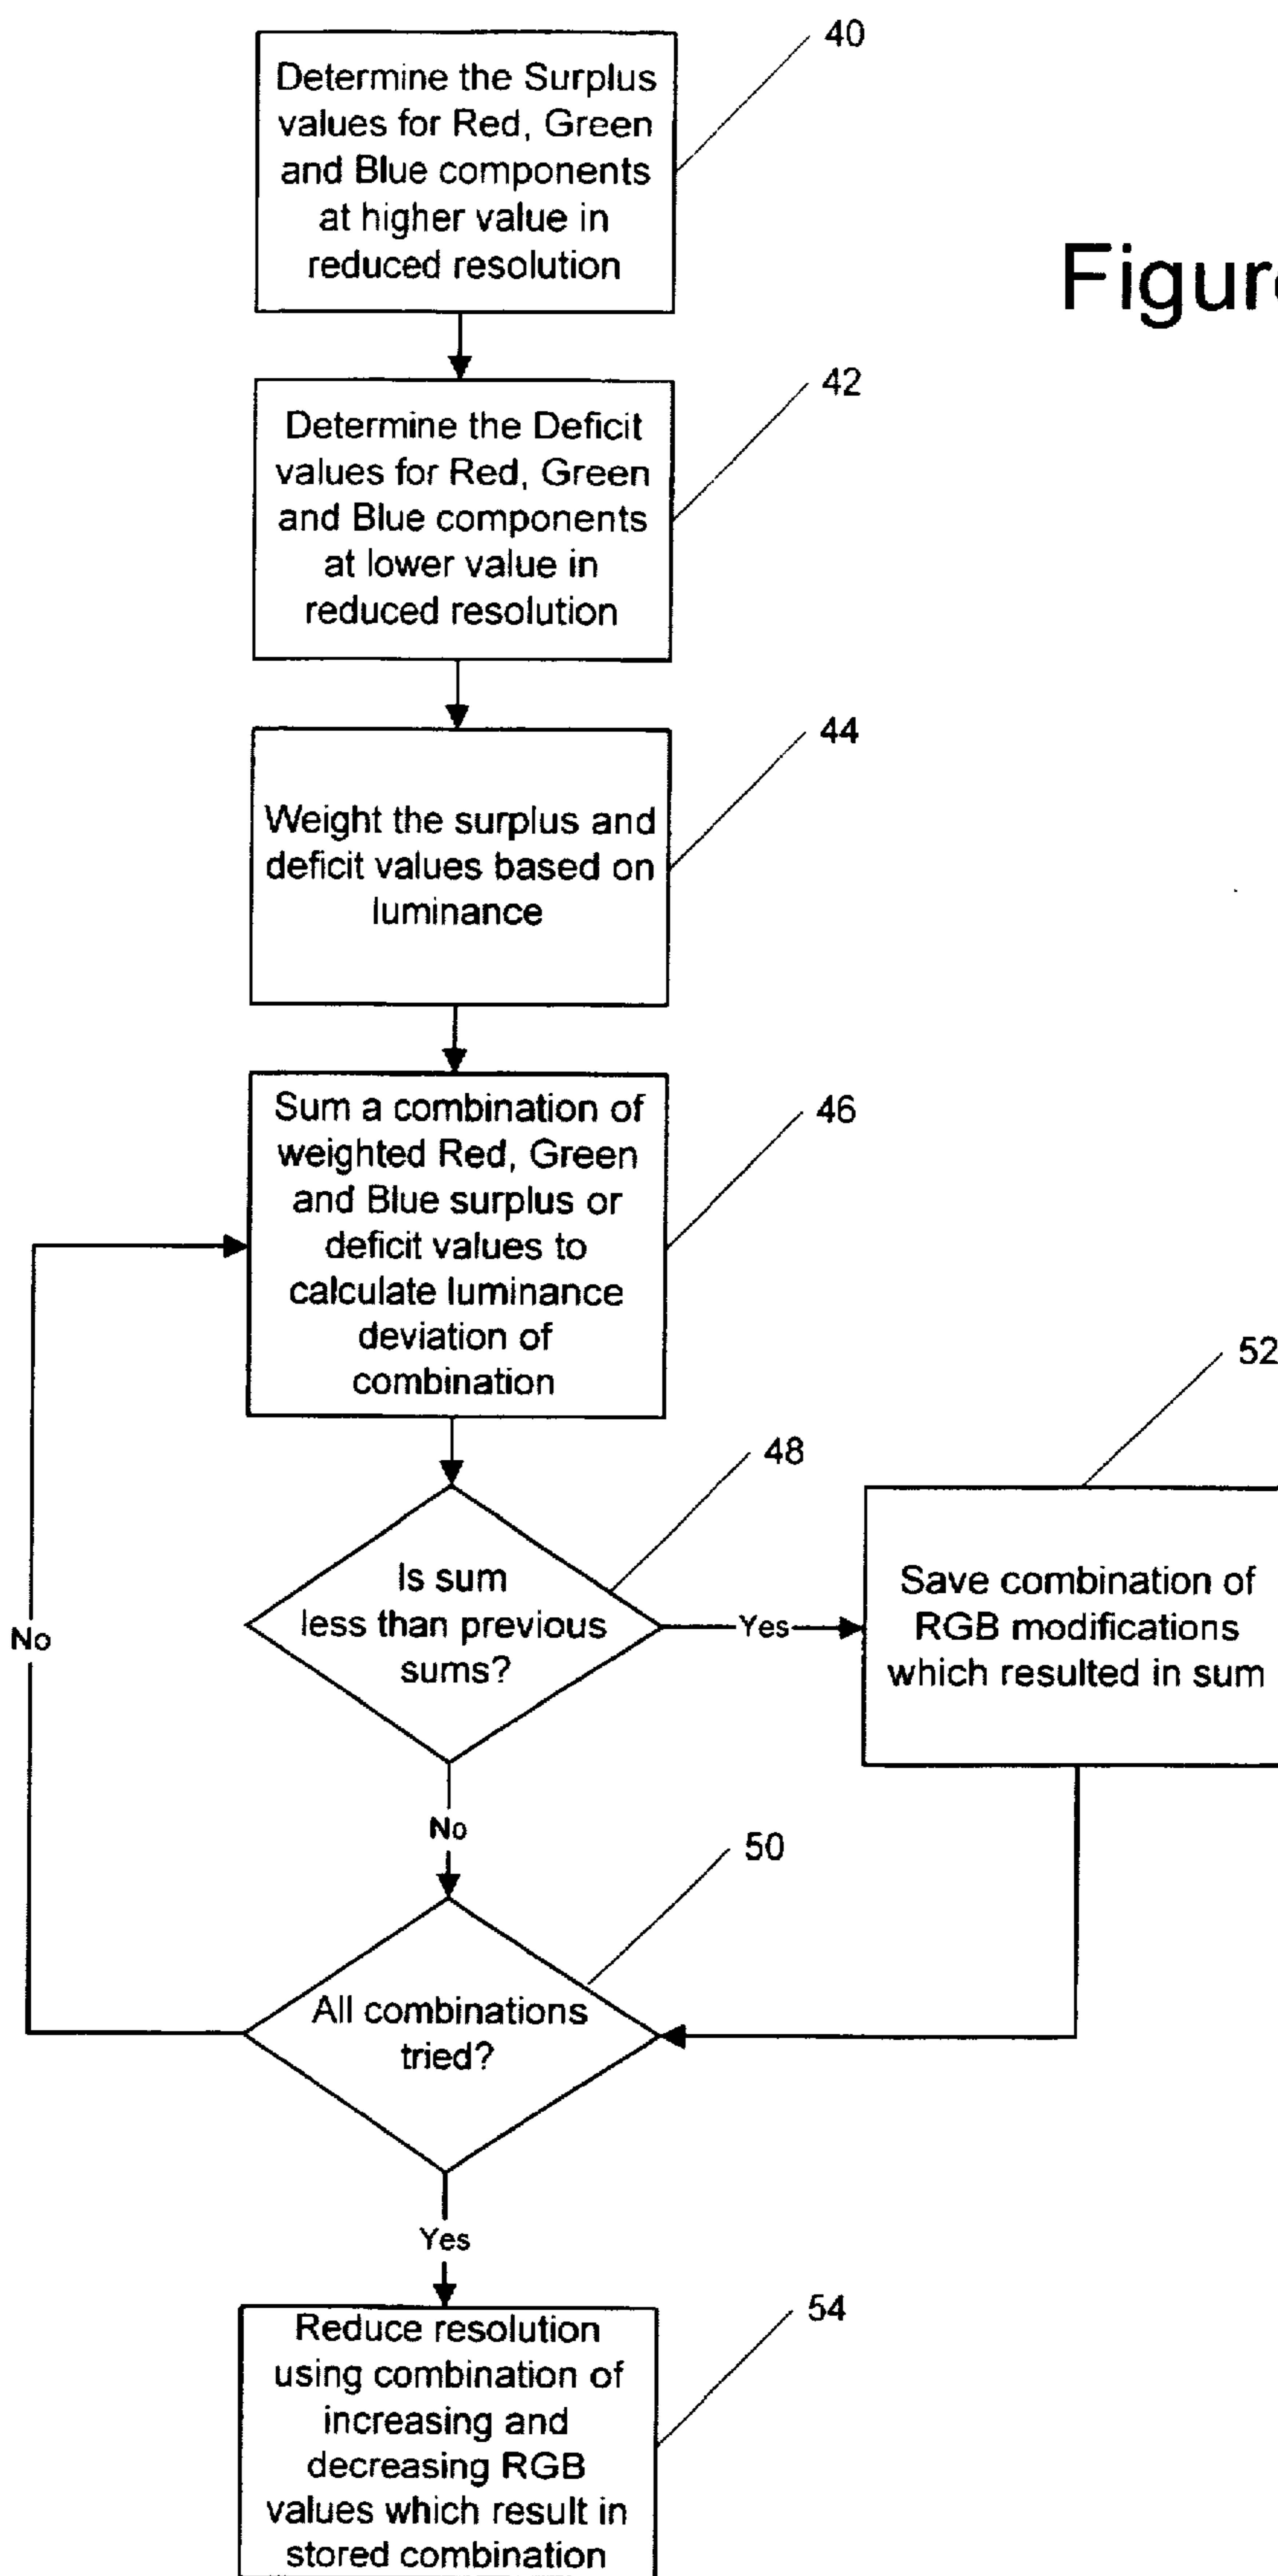 40
Determine the Surplus
values for Red, Green
and Blue components
at higher value in
reduced resolution
42
Determine the Deficit
values for Red, Green
and Blue components
at lower value in
reduced resolution
44
Weight the surplus and
deficit values based on
luminance
46
Sum a combination of
weighted Red, Green
and Blue surplus or
deficit values to
calculate luminance
deviation of
combination
52
48
Is sum
less than previous
sums?
Yes
Save combination of
RGB modifications
which resulted in sum
No
No
50
All combinations
tried?
Yes
54
Reduce resolution
using combination of
increasing and
decreasing RGB
values which result in
stored combination